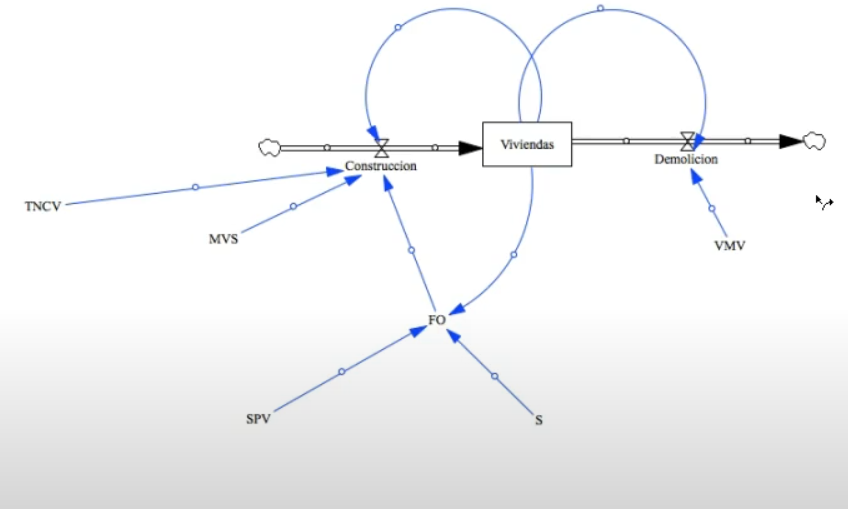 Viviendas
Construccion
Demolicion
TNCV
MVS
VMV
FO
SPV
S